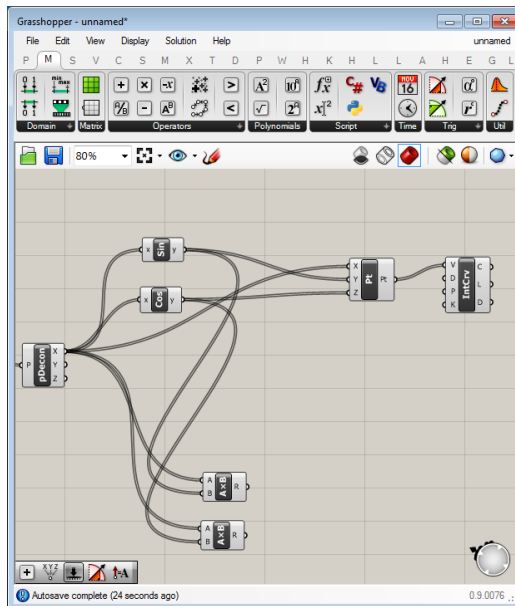 Grasshopper - unnamed*
File Edit View Display Solution Help unnamed
P M S V C S M X T D P W H K H L L A H E G L
Domain Matrix Operators Polynomials Script Time Trig Util
80%
x Sin y
x Cos y
X Y Z Pt Pt
V D P K IntCrv C L D
P pDecon X Y Z
A B A×B R
A B A×B R
Autosave complete (24 seconds ago) 0.9.0076